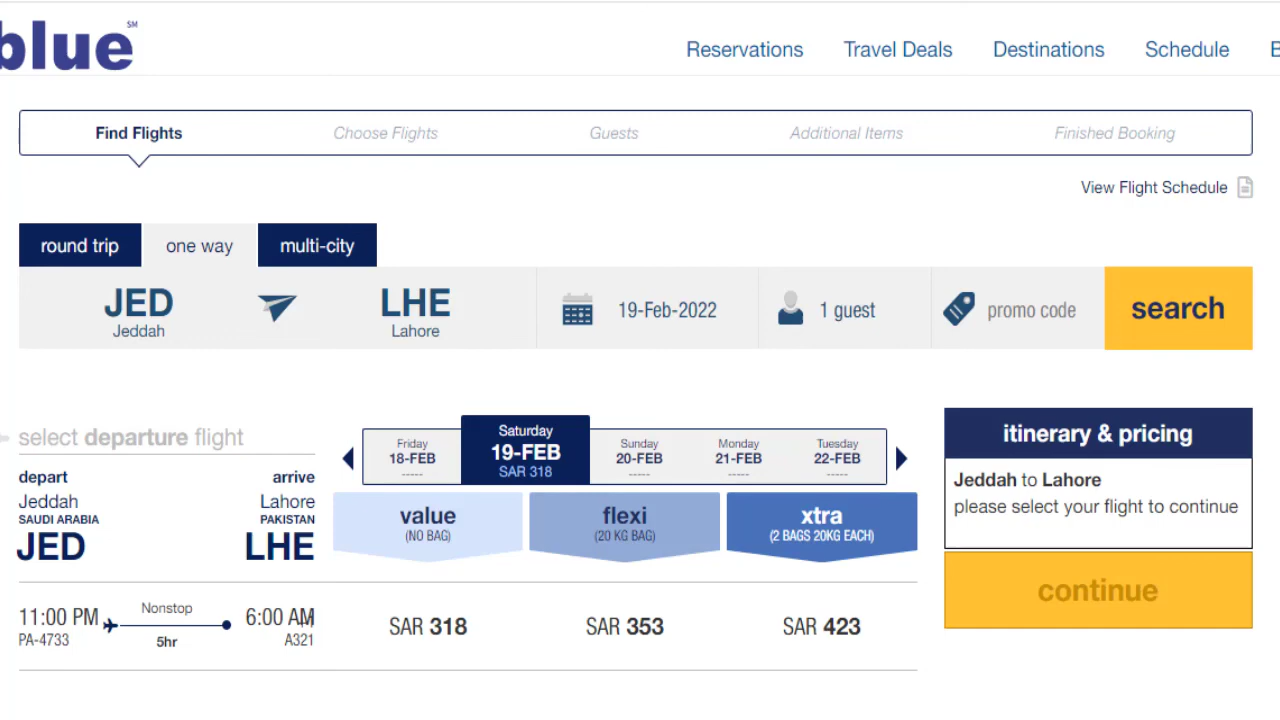 blue℠
Reservations Travel Deals Destinations Schedule B
Find Flights Choose Flights Guests Additional Items Finished Booking
View Flight Schedule
round trip one way multi-city
JED LHE
Jeddah Lahore
19-Feb-2022 1 guest promo code search
select departure flight
depart arrive
Jeddah Lahore
SAUDI ARABIA PAKISTAN
JED LHE
Friday Saturday Sunday Monday Tuesday
18-FEB 19-FEB 20-FEB 21-FEB 22-FEB
----- SAR 318 ----- ----- -----
value flexi xtra
(NO BAG) (20 KG BAG) (2 BAGS 20KG EACH)
itinerary & pricing
Jeddah to Lahore
please select your flight to continue
continue
11:00 PM Nonstop 6:00 AM
PA-4733 5hr A321
SAR 318 SAR 353 SAR 423